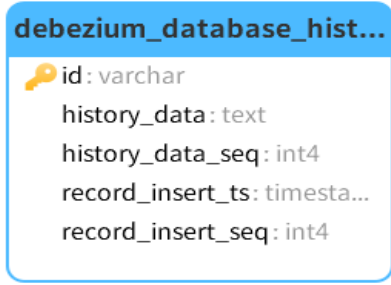 debezium_database_hist...
id: varchar
history_data: text
history_data_seq: int4
record_insert_ts: timesta...
record_insert_seq: int4